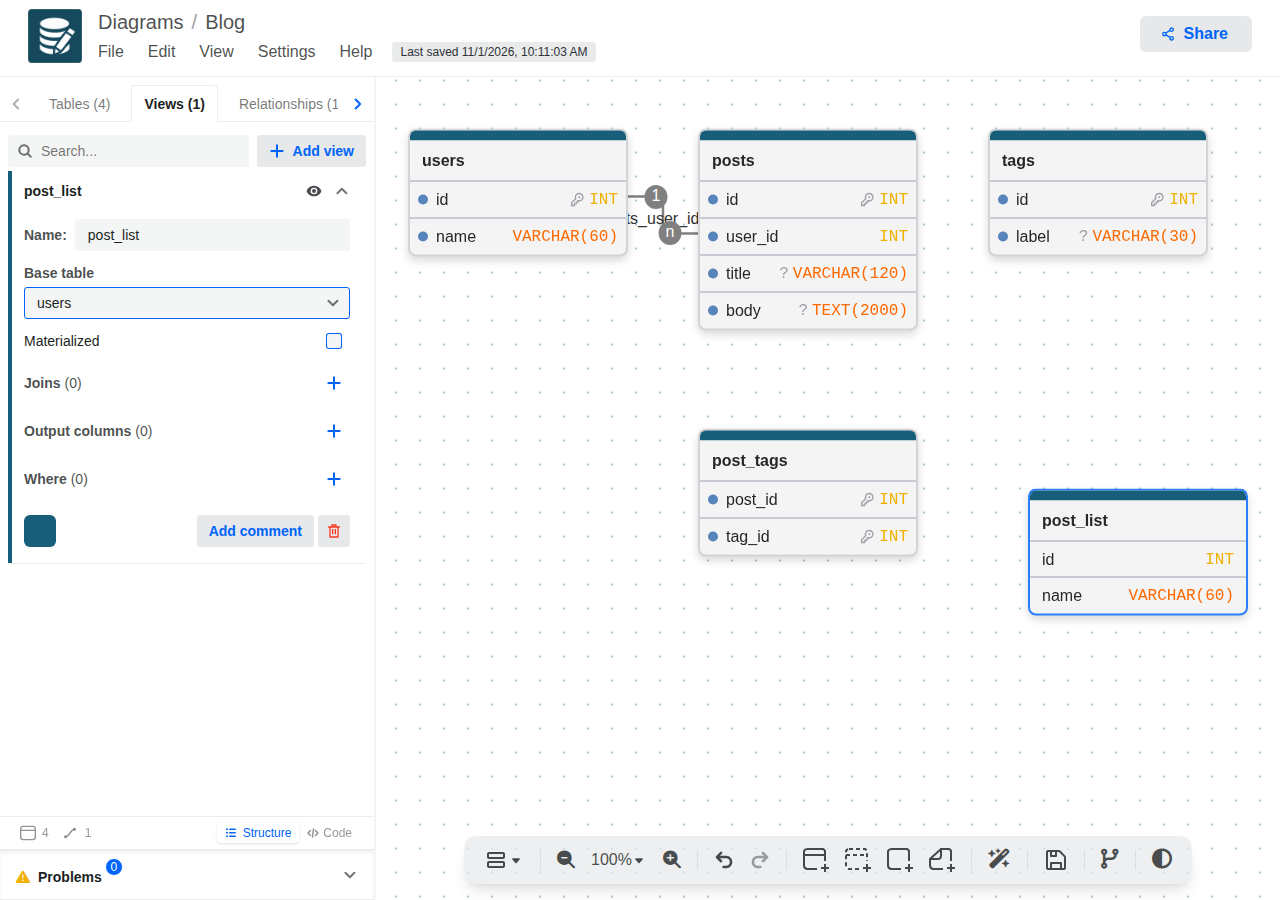 Diagrams / Blog
File Edit View Settings Help Last saved 11/1/2026, 10:11:03 AM
Share
Tables (4) Views (1) Relationships (1
Search... Add view
post_list
Name: post_list
Base table
users
Materialized
Joins (0)
Output columns (0)
Where (0)
Add comment
4 1 Structure Code
Problems 0
users
id INT
name VARCHAR(60)
1
ts_user_id
n
posts
id INT
user_id INT
title ? VARCHAR(120)
body ? TEXT(2000)
tags
id INT
label ? VARCHAR(30)
post_tags
post_id INT
tag_id INT
post_list
id INT
name VARCHAR(60)
100%